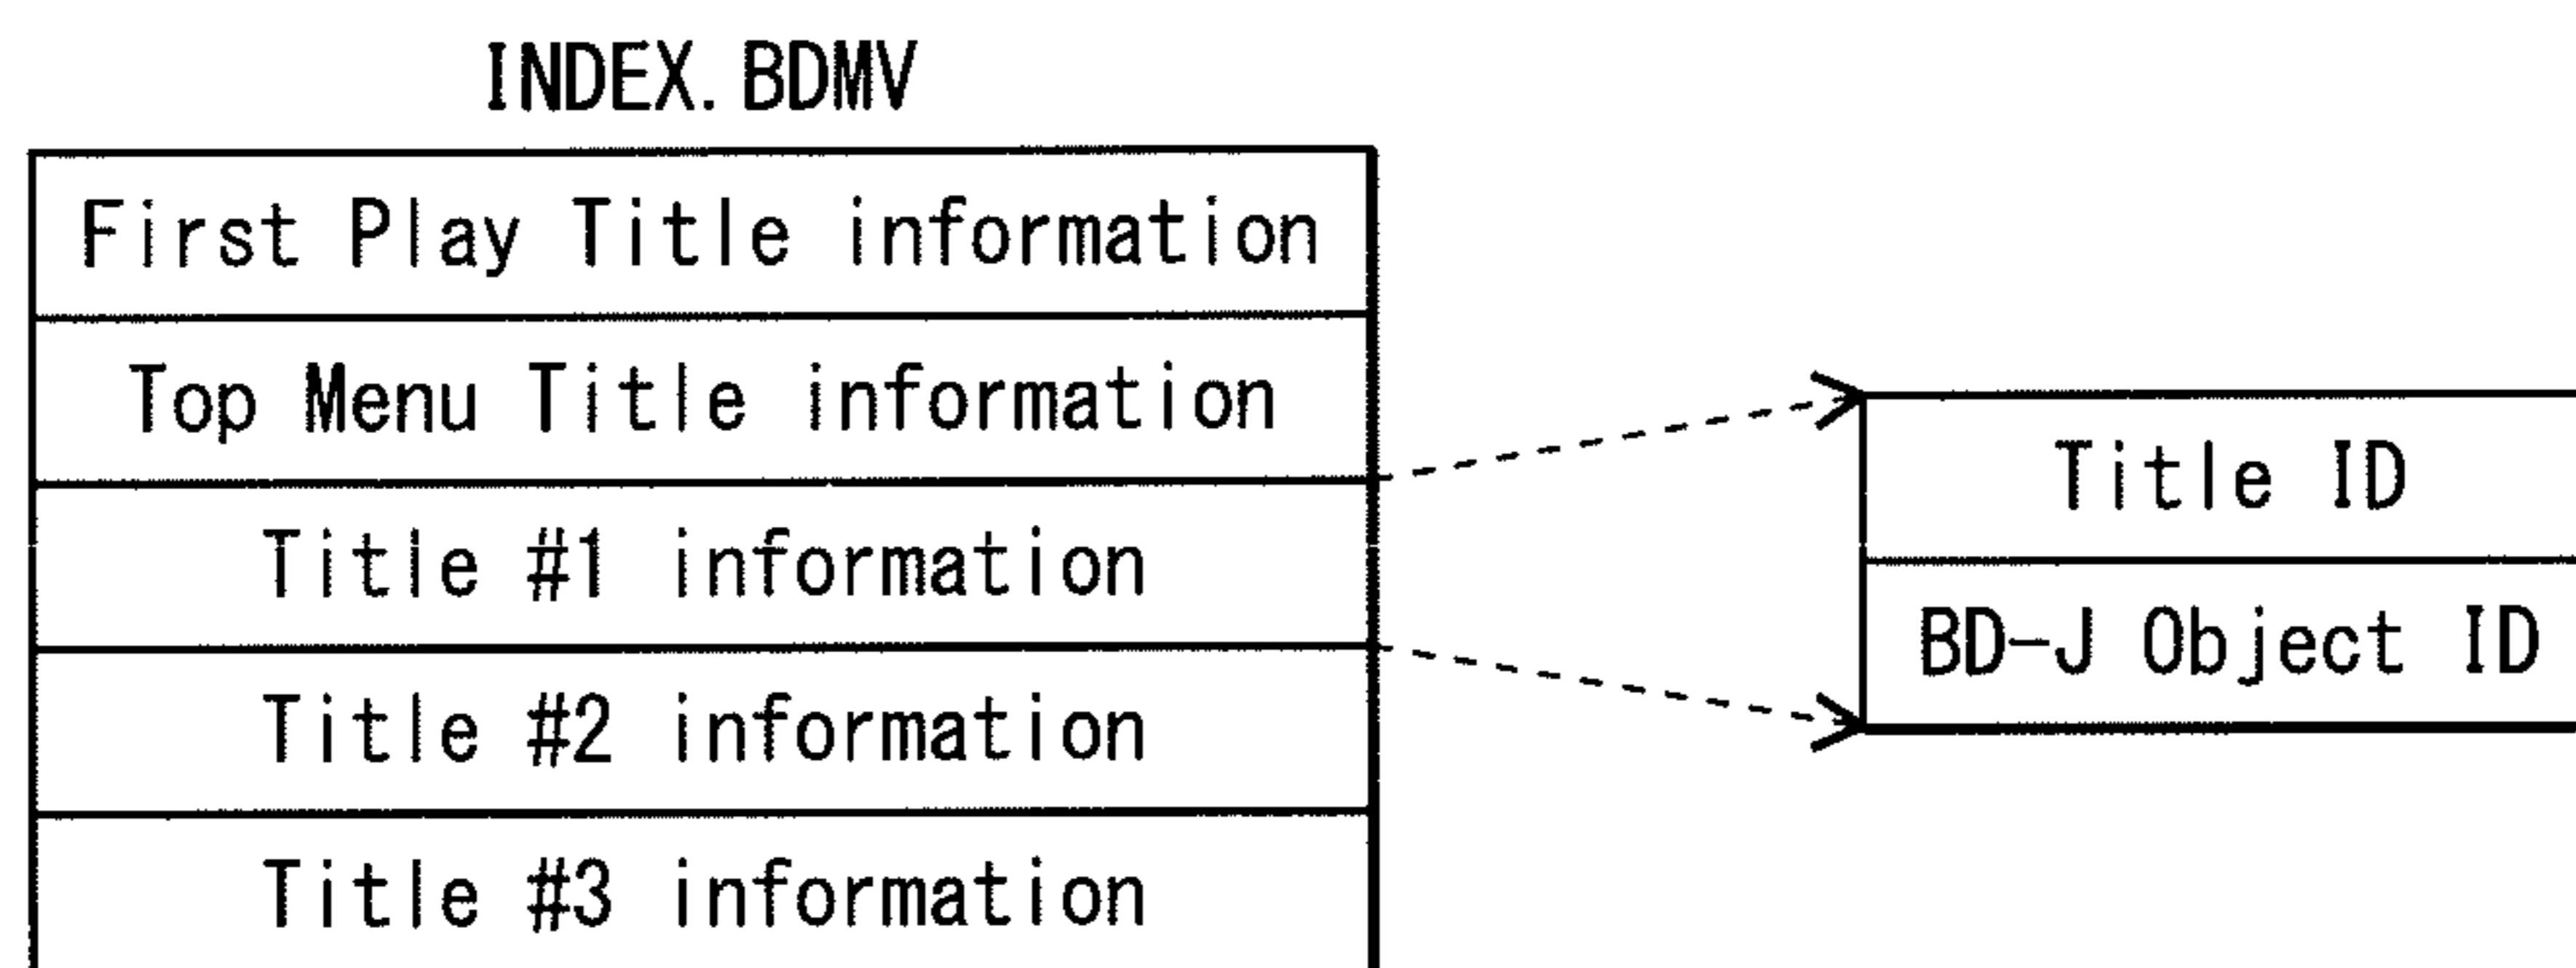 INDEX.BDMV
First Play Title information
Top Menu Title information
Title #1 information
Title #2 information
Title #3 information
Title ID
BD-J Object ID